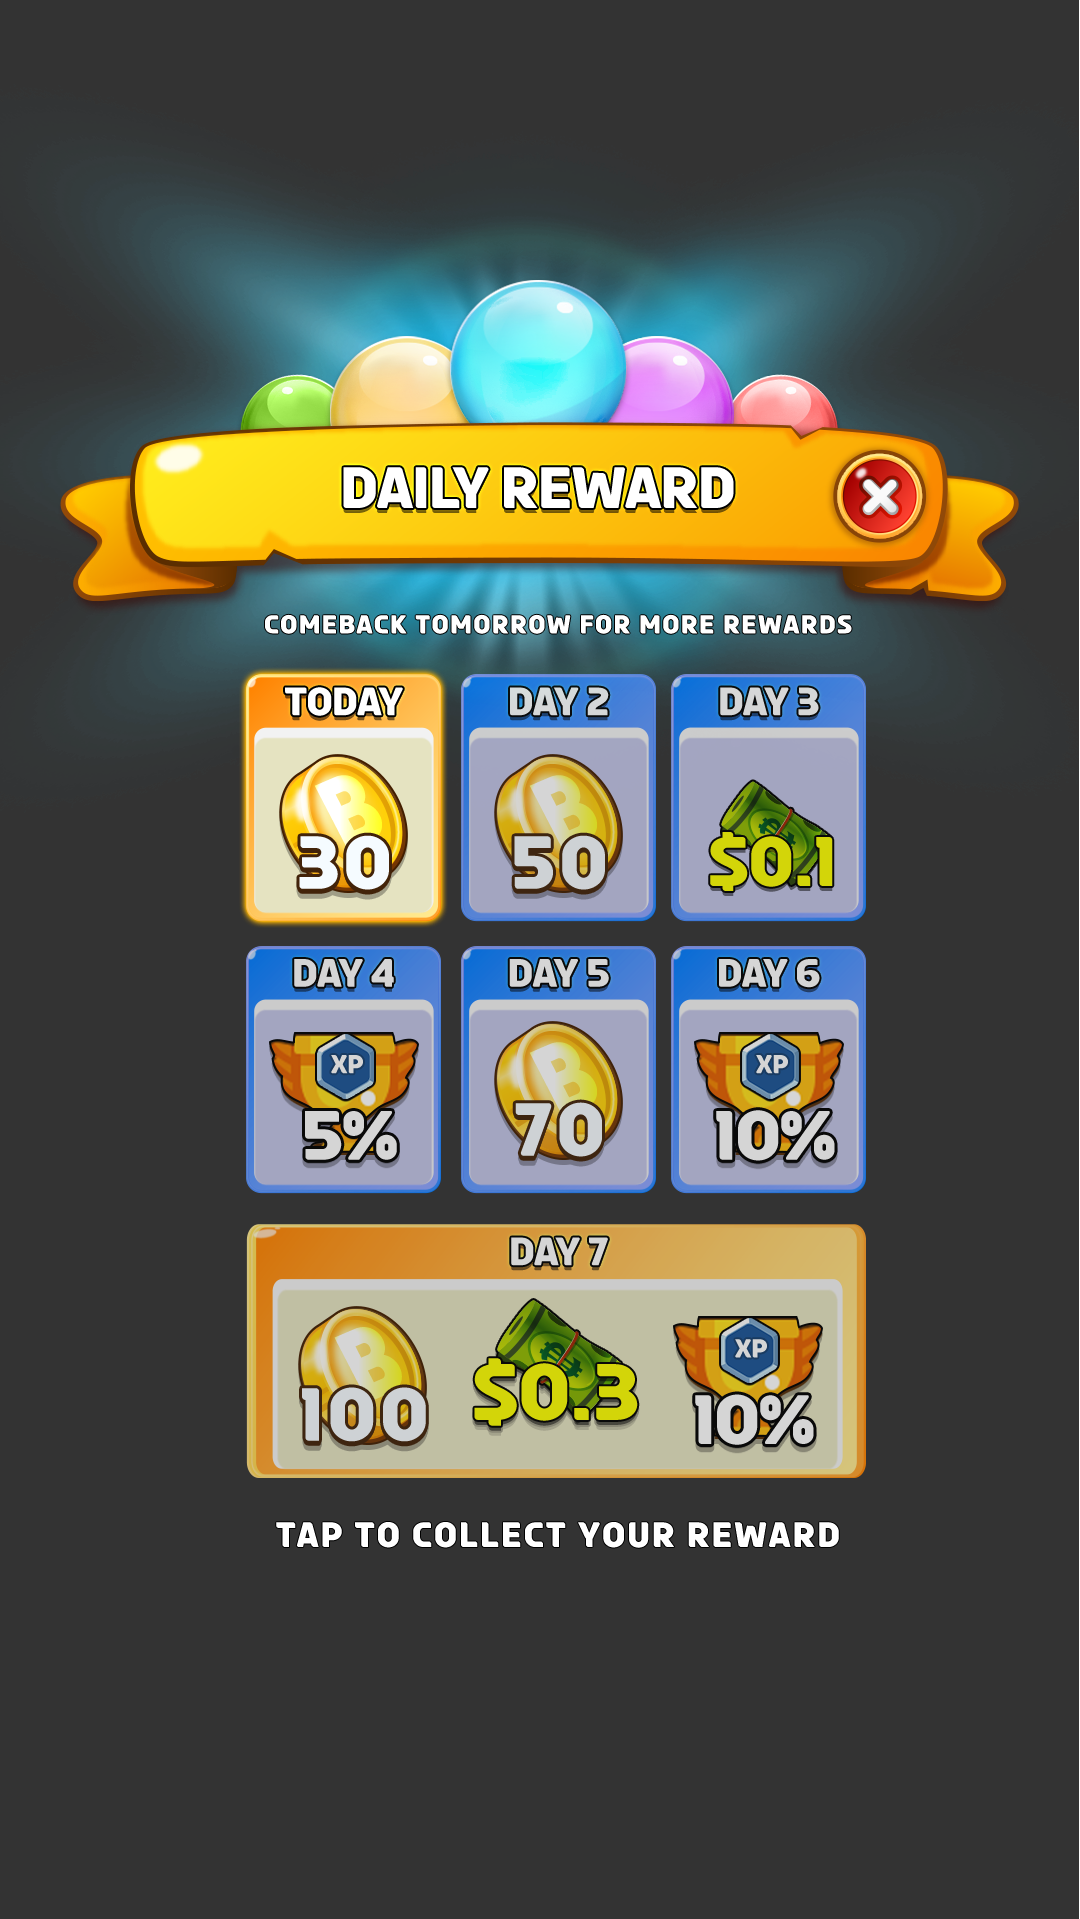 DAILY REWARD
COMEBACK TOMORROW FOR MORE REWARDS
TODAY
B
30
DAY 2
B
50
DAY 3
$0.1
DAY 4
XP
5%
DAY 5
B
70
DAY 6
XP
10%
DAY 7
B
100
$0.3
XP
10%
TAP TO COLLECT YOUR REWARD